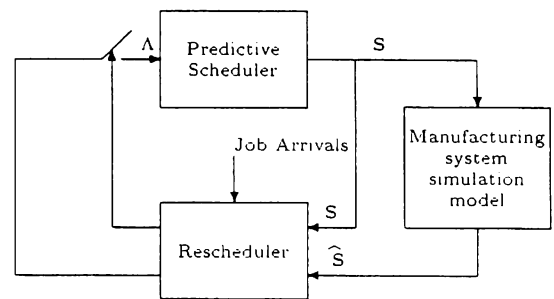 Λ
Predictive
Scheduler
S
Manufacturing
system
simulation
model
Job Arrivals
S
Rescheduler
Ŝ